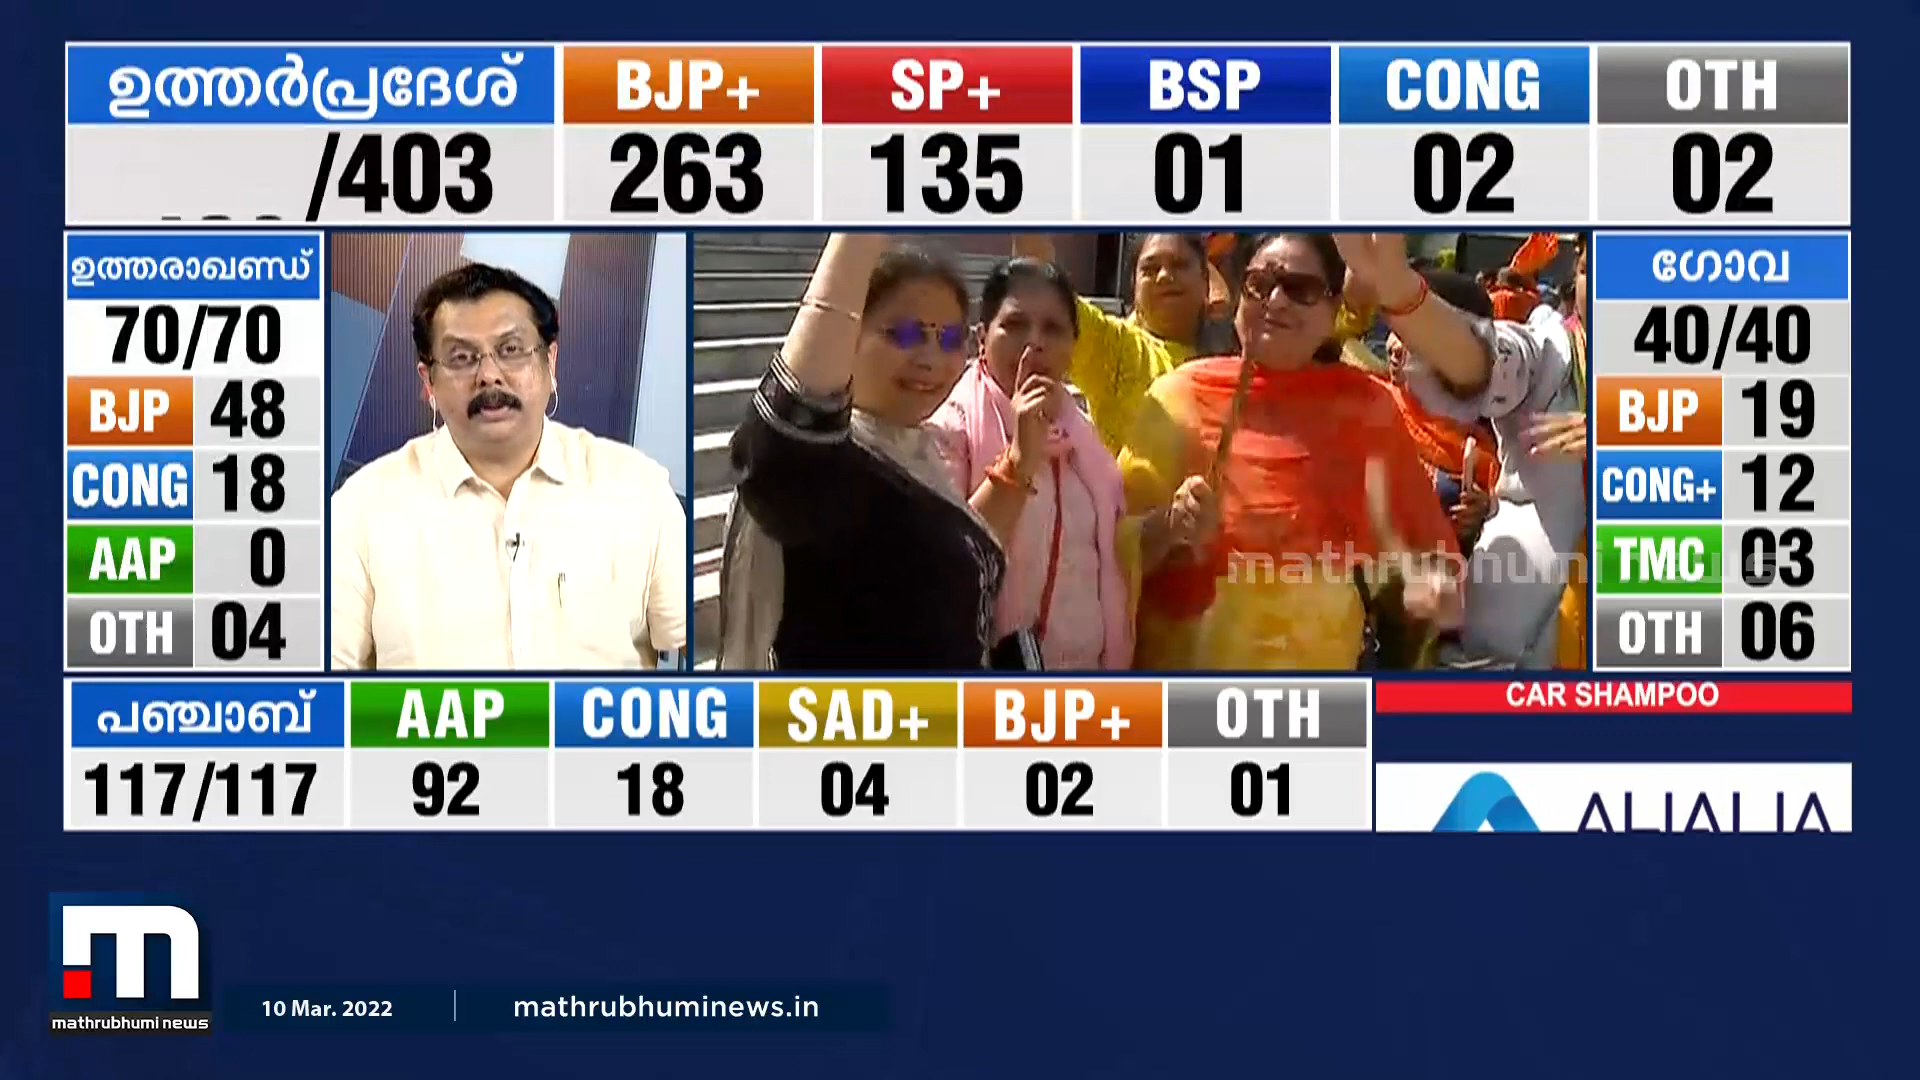 ഉത്തർപ്രദേശ് BJP+ SP+ BSP CONG OTH
/403 263 135 01 02 02
ഉത്തരാഖണ്ഡ്
70/70
BJP 48
CONG 18
AAP 0
OTH 04
ഗോവ
40/40
BJP 19
CONG+ 12
TMC 03
OTH 06
mathrubhumi news
പഞ്ചാബ് AAP CONG SAD+ BJP+ OTH
117/117 92 18 04 02 01
CAR SHAMPOO
m
mathrubhumi news
10 Mar. 2022
mathrubhuminews.in